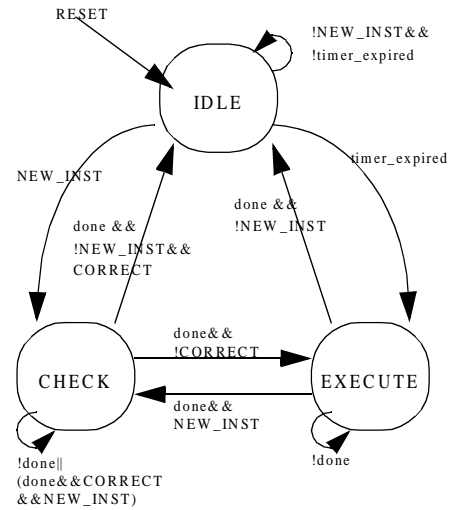 RESET
!NEW_INST&&
!timer_expired
IDLE
timer_expired
NEW_INST
done &&
!NEW_INST
done &&
!NEW_INST&&
CORRECT
done&&
!CORRECT
CHECK
EXECUTE
done&&
NEW_INST
!done||
(done&&CORRECT
&&NEW_INST)
!done